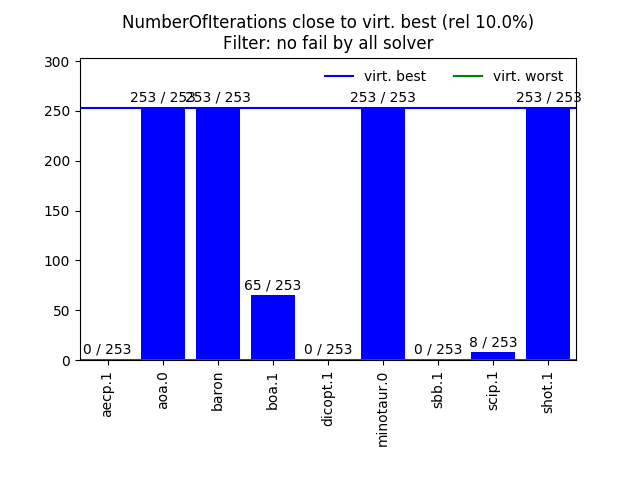 NumberOfIterations close to virt. best (rel 10.0%)
Filter: no fail by all solver
virt. best
virt. worst
300
250
200
150
100
50
0
0 / 253
253 / 253
253 / 253
65 / 253
0 / 253
253 / 253
0 / 253
8 / 253
253 / 253
aecp.1
aoa.0
baron
boa.1
dicopt.1
minotaur.0
sbb.1
scip.1
shot.1